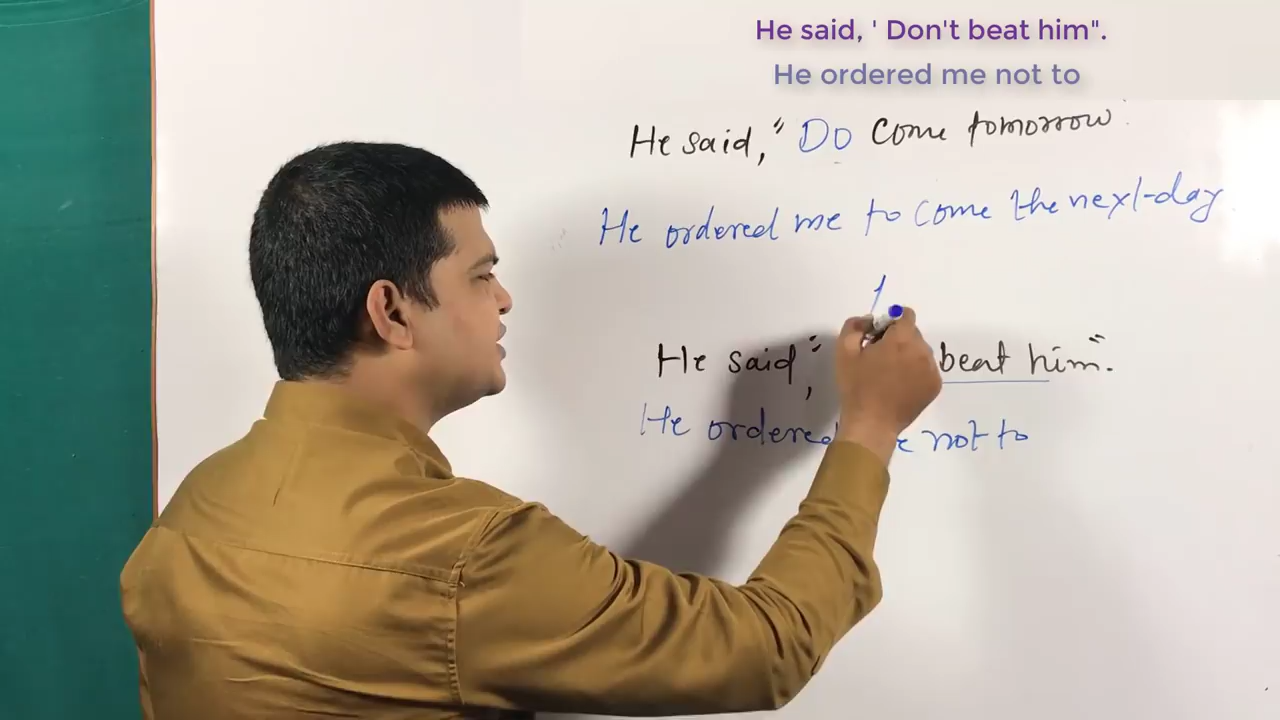 He said, ' Don't beat him".
He ordered me not to
He said, " Do come tomorrow
He ordered me to come the next day
He said, " beat him".
He ordered not to